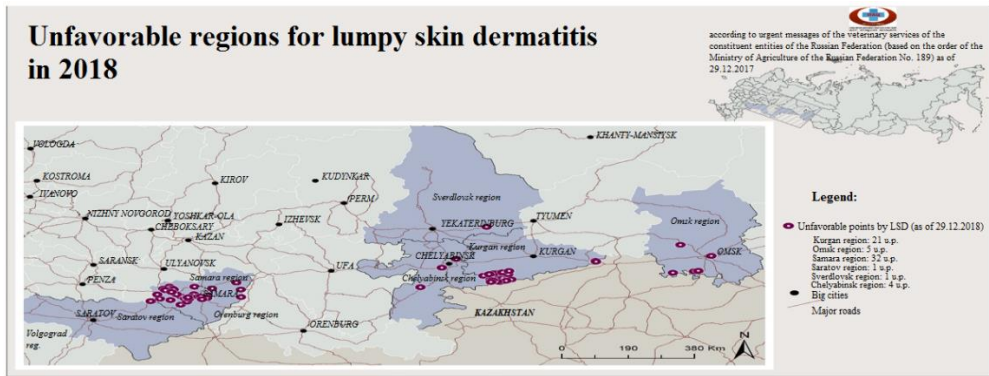 Unfavorable regions for lumpy skin dermatitis
in 2018
according to urgent messages of the veterinary services of the
constituent entities of the Russian Federation (based on the order of the
Ministry of Agriculture of the Russian Federation No. 189) as of
29.12.2017
VOLOGDA
KOSTROMA
IVANOVO
NIZHNY NOVGOROD
YOSHKAR-OLA
CHEBOKSARY
KAZAN
KIROV
KUDYNKAR
PERM
IZHEVSK
SARANSK
PENZA
ULYANOVSK
Samara region
SAMARA
SARATOV
Saratov region
Volgograd
reg.
Orenburg region
ORENBURG
UFA
KHANTY-MANSIYSK
Sverdlovsk region
YEKATERINBURG
TYUMEN
Kurgan region
KURGAN
CHELYABINSK
Chelyabinsk region
KAZAKHSTAN
Omsk region
OMSK
N
0 190 380 Km
Legend:
Unfavorable points by LSD (as of 29.12.2018)
Kurgan region: 21 u.p.
Omsk region: 5 u.p.
Samara region: 32 u.p.
Saratov region: 1 u.p.
Sverdlovsk region: 1 u.p.
Chelyabinsk region: 4 u.p.
Big cities
Major roads